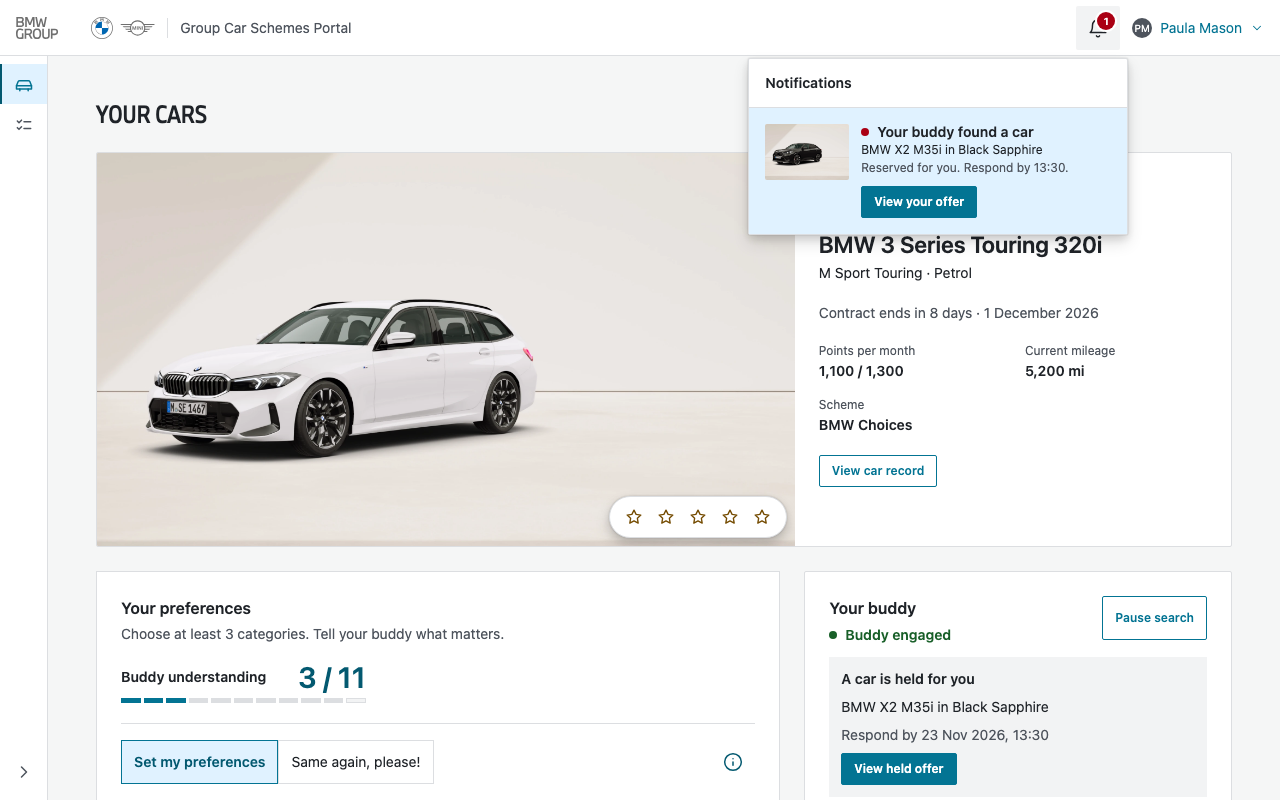 BMW
GROUP
MINI
Group Car Schemes Portal
1
PM
Paula Mason
Notifications
Your buddy found a car
BMW X2 M35i in Black Sapphire
Reserved for you. Respond by 13:30.
View your offer
YOUR CARS
M·SE 1467
BMW 3 Series Touring 320i
M Sport Touring · Petrol
Contract ends in 8 days · 1 December 2026
Points per month
1,100 / 1,300
Current mileage
5,200 mi
Scheme
BMW Choices
View car record
Your preferences
Choose at least 3 categories. Tell your buddy what matters.
Buddy understanding
3 / 11
Set my preferences
Same again, please!
Your buddy
Buddy engaged
Pause search
A car is held for you
BMW X2 M35i in Black Sapphire
Respond by 23 Nov 2026, 13:30
View held offer